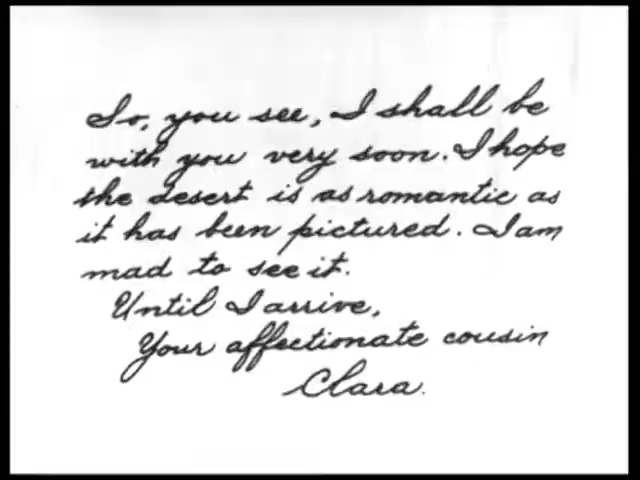 So, you see, I shall be
with you very soon. I hope
the desert is as romantic as
it has been pictured. I am
mad to see it.
Until I arrive,
Your affectionate cousin
Clara.